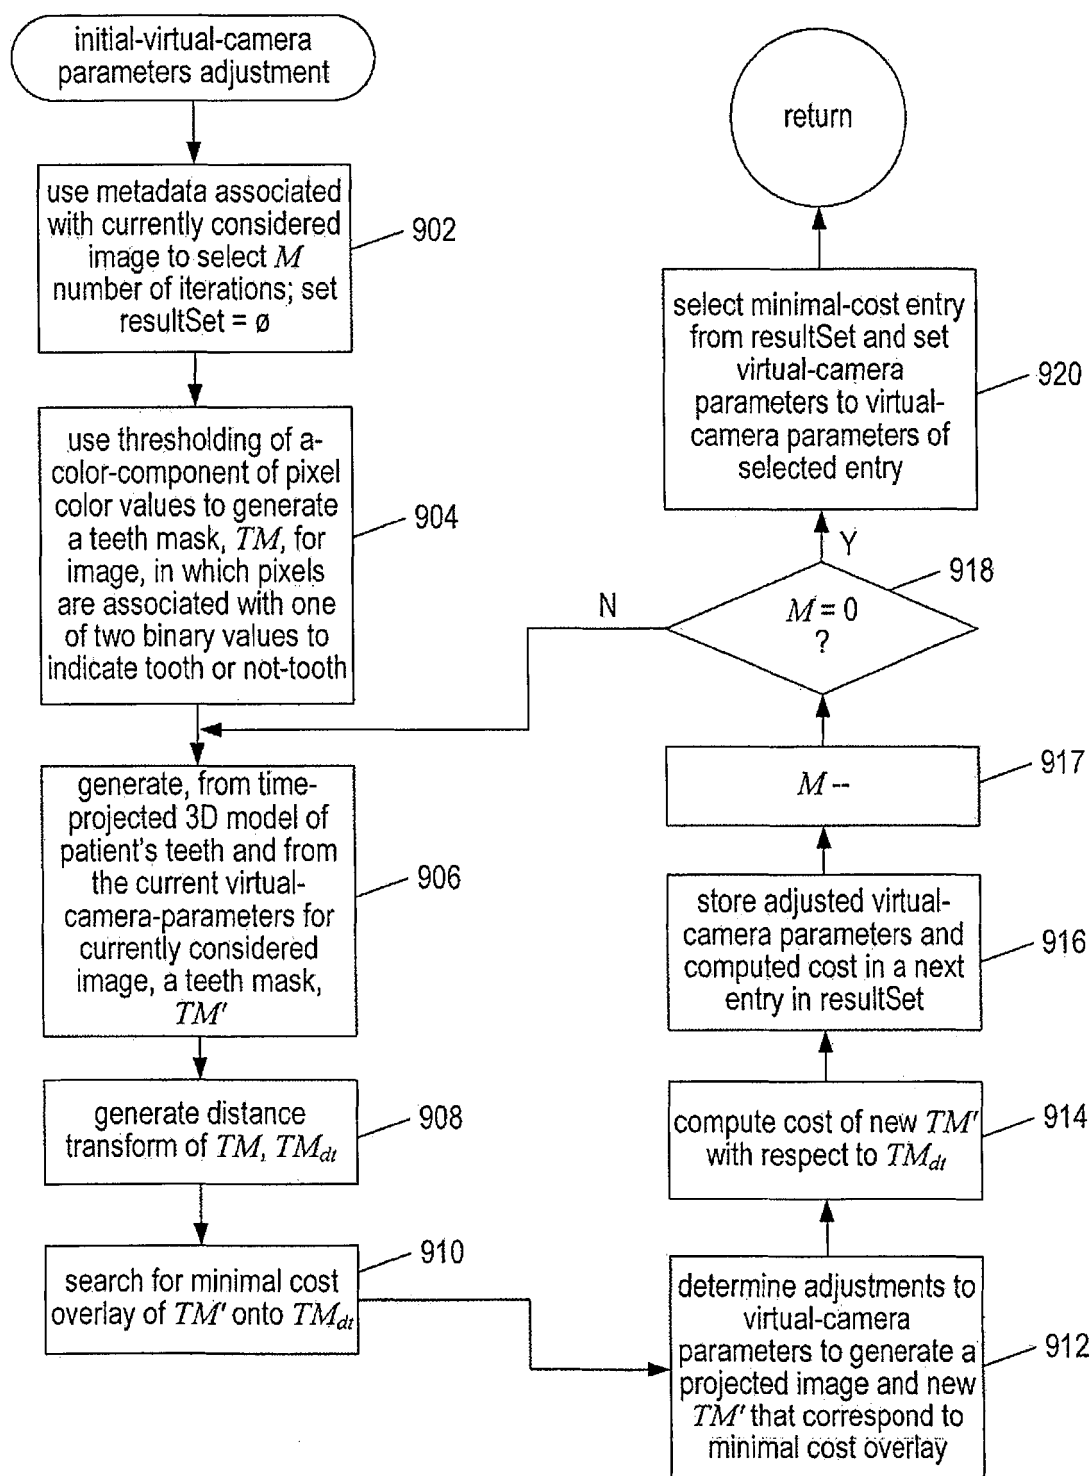 initial-virtual-camera
parameters adjustment
use metadata associated
with currently considered
image to select M
number of iterations; set
resultSet = ø
902
use thresholding of a-
color-component of pixel
color values to generate
a teeth mask, TM, for
image, in which pixels
are associated with one
of two binary values to
indicate tooth or not-tooth
904
generate, from time-
projected 3D model of
patient's teeth and from
the current virtual-
camera-parameters for
currently considered
image, a teeth mask,
TM'
906
generate distance
transform of TM, TMdt
908
search for minimal cost
overlay of TM' onto TMdt
910
determine adjustments to
virtual-camera
parameters to generate a
projected image and new
TM' that correspond to
minimal cost overlay
912
compute cost of new TM'
with respect to TMdt
914
store adjusted virtual-
camera parameters and
computed cost in a next
entry in resultSet
916
M --
917
M = 0
?
918
N
Y
select minimal-cost entry
from resultSet and set
virtual-camera
parameters to virtual-
camera parameters of
selected entry
920
return